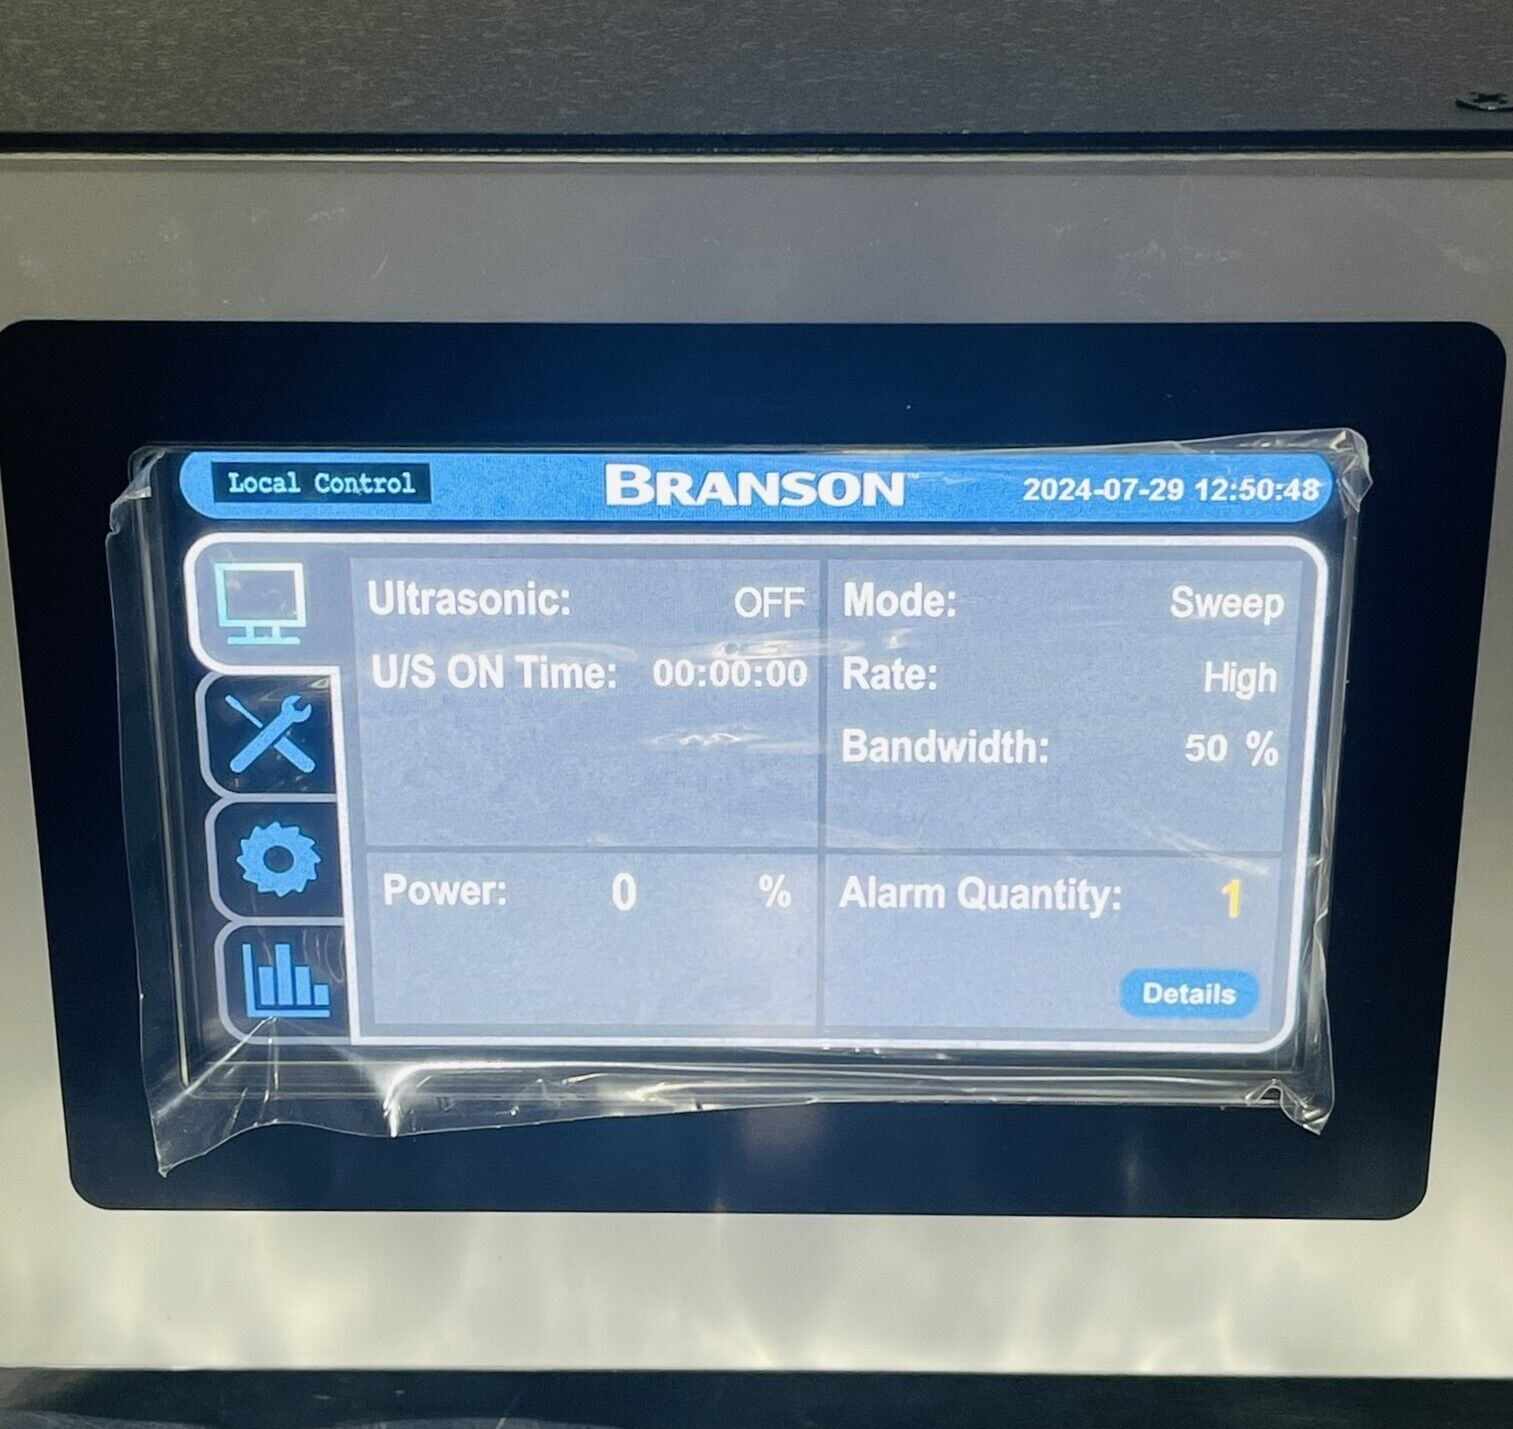 Local Control BRANSON™ 2024-07-29 12:50:48
Ultrasonic: OFF
U/S ON Time: 00:00:00
Mode: Sweep
Rate: High
Bandwidth: 50 %
Power: 0 %
Alarm Quantity: 1
Details